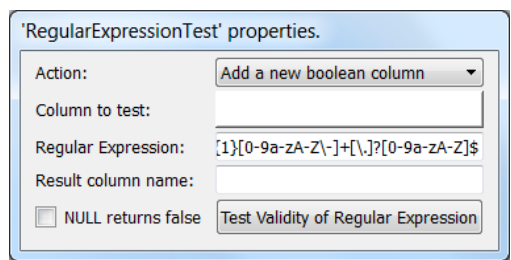 'RegularExpressionTest' properties.
Action: Add a new boolean column
Column to test:
Regular Expression: [1}[0-9a-zA-Z\-]+[\.]?[0-9a-zA-Z]$
Result column name:
NULL returns false Test Validity of Regular Expression